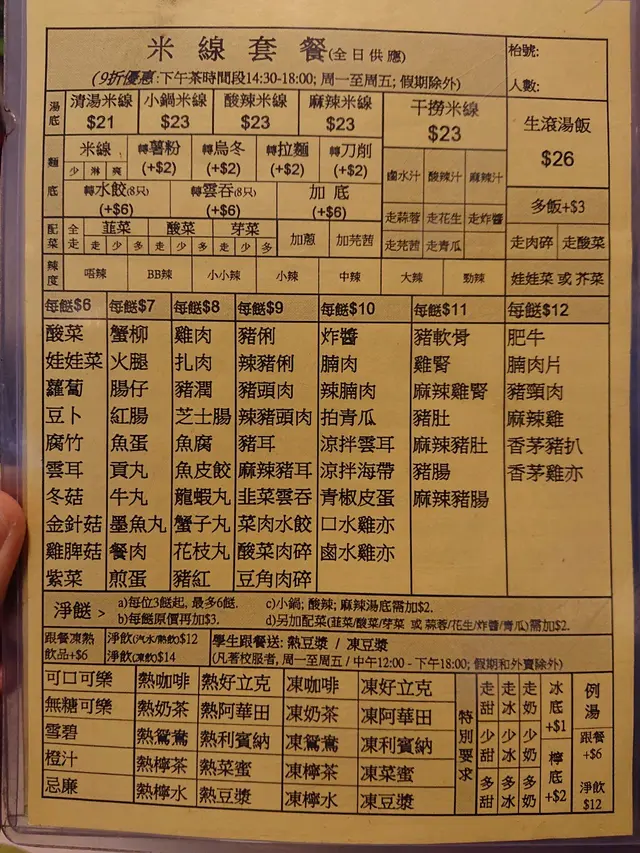 米線套餐(全日供應)
(9折優惠:下午茶時間段14:30-18:00; 周一至周五; 假期除外)
枱號:
人數:
湯底
清湯米線 $21
小鍋米線 $23
酸辣米線 $23
麻辣米線 $23
干撈米線 $23
生滾湯飯 $26
麵底
米線
少 淋 爽
轉薯粉 (+$2)
轉烏冬 (+$2)
轉拉麵 (+$2)
轉刀削 (+$2)
鹵水汁 酸辣汁 麻辣汁
轉水餃(8只) (+$6)
轉雲吞(8只) (+$6)
加底 (+$6)
多飯+$3
走蒜蓉 走花生 走炸醬
走芫茜 走青瓜
走肉碎 走酸菜
配菜
全走
韮菜 酸菜 芽菜
走 少 多 走 少 多 走 少 多
加蔥 加芫茜
辣度
唔辣 BB辣 小小辣 小辣 中辣 大辣 勁辣
娃娃菜 或 芥菜
每餸$6 每餸$7 每餸$8 每餸$9 每餸$10 每餸$11 每餸$12
酸菜 蟹柳 雞肉 豬俐 炸醬 豬軟骨 肥牛
娃娃菜 火腿 扎肉 辣豬俐 腩肉 雞腎 腩肉片
蘿蔔 腸仔 豬潤 豬頭肉 辣腩肉 麻辣雞腎 豬頸肉
豆卜 紅腸 芝士腸 辣豬頭肉 拍青瓜 豬肚 麻辣雞
腐竹 魚蛋 魚腐 豬耳 涼拌雲耳 麻辣豬肚 香茅豬扒
雲耳 貢丸 魚皮餃 麻辣豬耳 涼拌海帶 豬腸 香茅雞亦
冬菇 牛丸 龍蝦丸 韭菜雲吞 青椒皮蛋 麻辣豬腸
金針菇 墨魚丸 蟹子丸 菜肉水餃 口水雞亦
雞脾菇 餐肉 花枝丸 酸菜肉碎 鹵水雞亦
紫菜 煎蛋 豬紅 豆角肉碎
淨餸 >
a)每位3餸起, 最多6餸. c)小鍋; 酸辣; 麻辣湯底需加$2.
b)每餸原價再加$3. d)另加配菜(韮菜/酸菜/芽菜 或 蒜蓉/花生/炸醬/青瓜)需加$2.
跟餐凍熱飲品+$6
淨飲(汽水/熱飲)$12
淨飲(凍飲)$14
學生跟餐送: 熱豆漿 / 凍豆漿
(凡著校服者, 周一至周五 / 中午12:00 - 下午18:00; 假期和外賣除外)
可口可樂 熱咖啡 熱好立克 凍咖啡 凍好立克
無糖可樂 熱奶茶 熱阿華田 凍奶茶 凍阿華田
雪碧 熱鴛鴦 熱利賓納 凍鴛鴦 凍利賓納
橙汁 熱檸茶 熱菜蜜 凍檸茶 凍菜蜜
忌廉 熱檸水 熱豆漿 凍檸水 凍豆漿
特別要求
走甜 走冰 走奶
少甜 少冰 少奶
多甜 多冰 多奶
冰底 +$1
檸底 +$2
例湯
跟餐 +$6
淨飲 $12